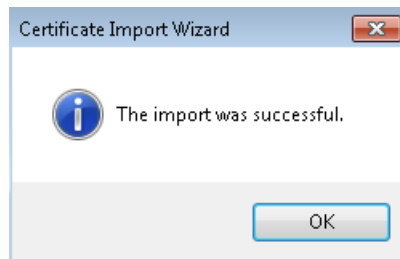 Certificate Import Wizard
The import was successful.
OK